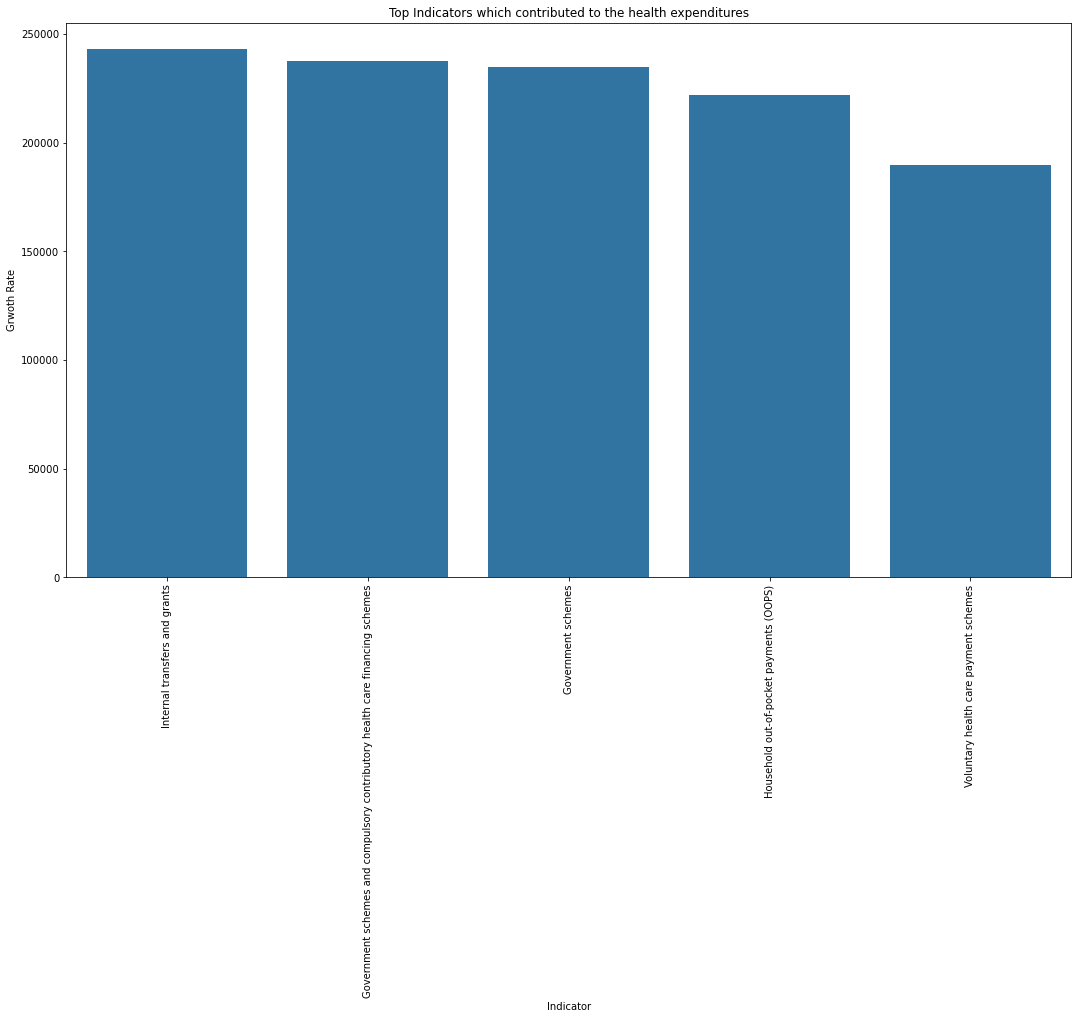 Top Indicators which contributed to the health expenditures
250000
200000
150000
100000
50000
0
Grwoth Rate
Internal transfers and grants
Government schemes and compulsory contributory health care financing schemes
Government schemes
Household out-of-pocket payments (OOPS)
Voluntary health care payment schemes
Indicator